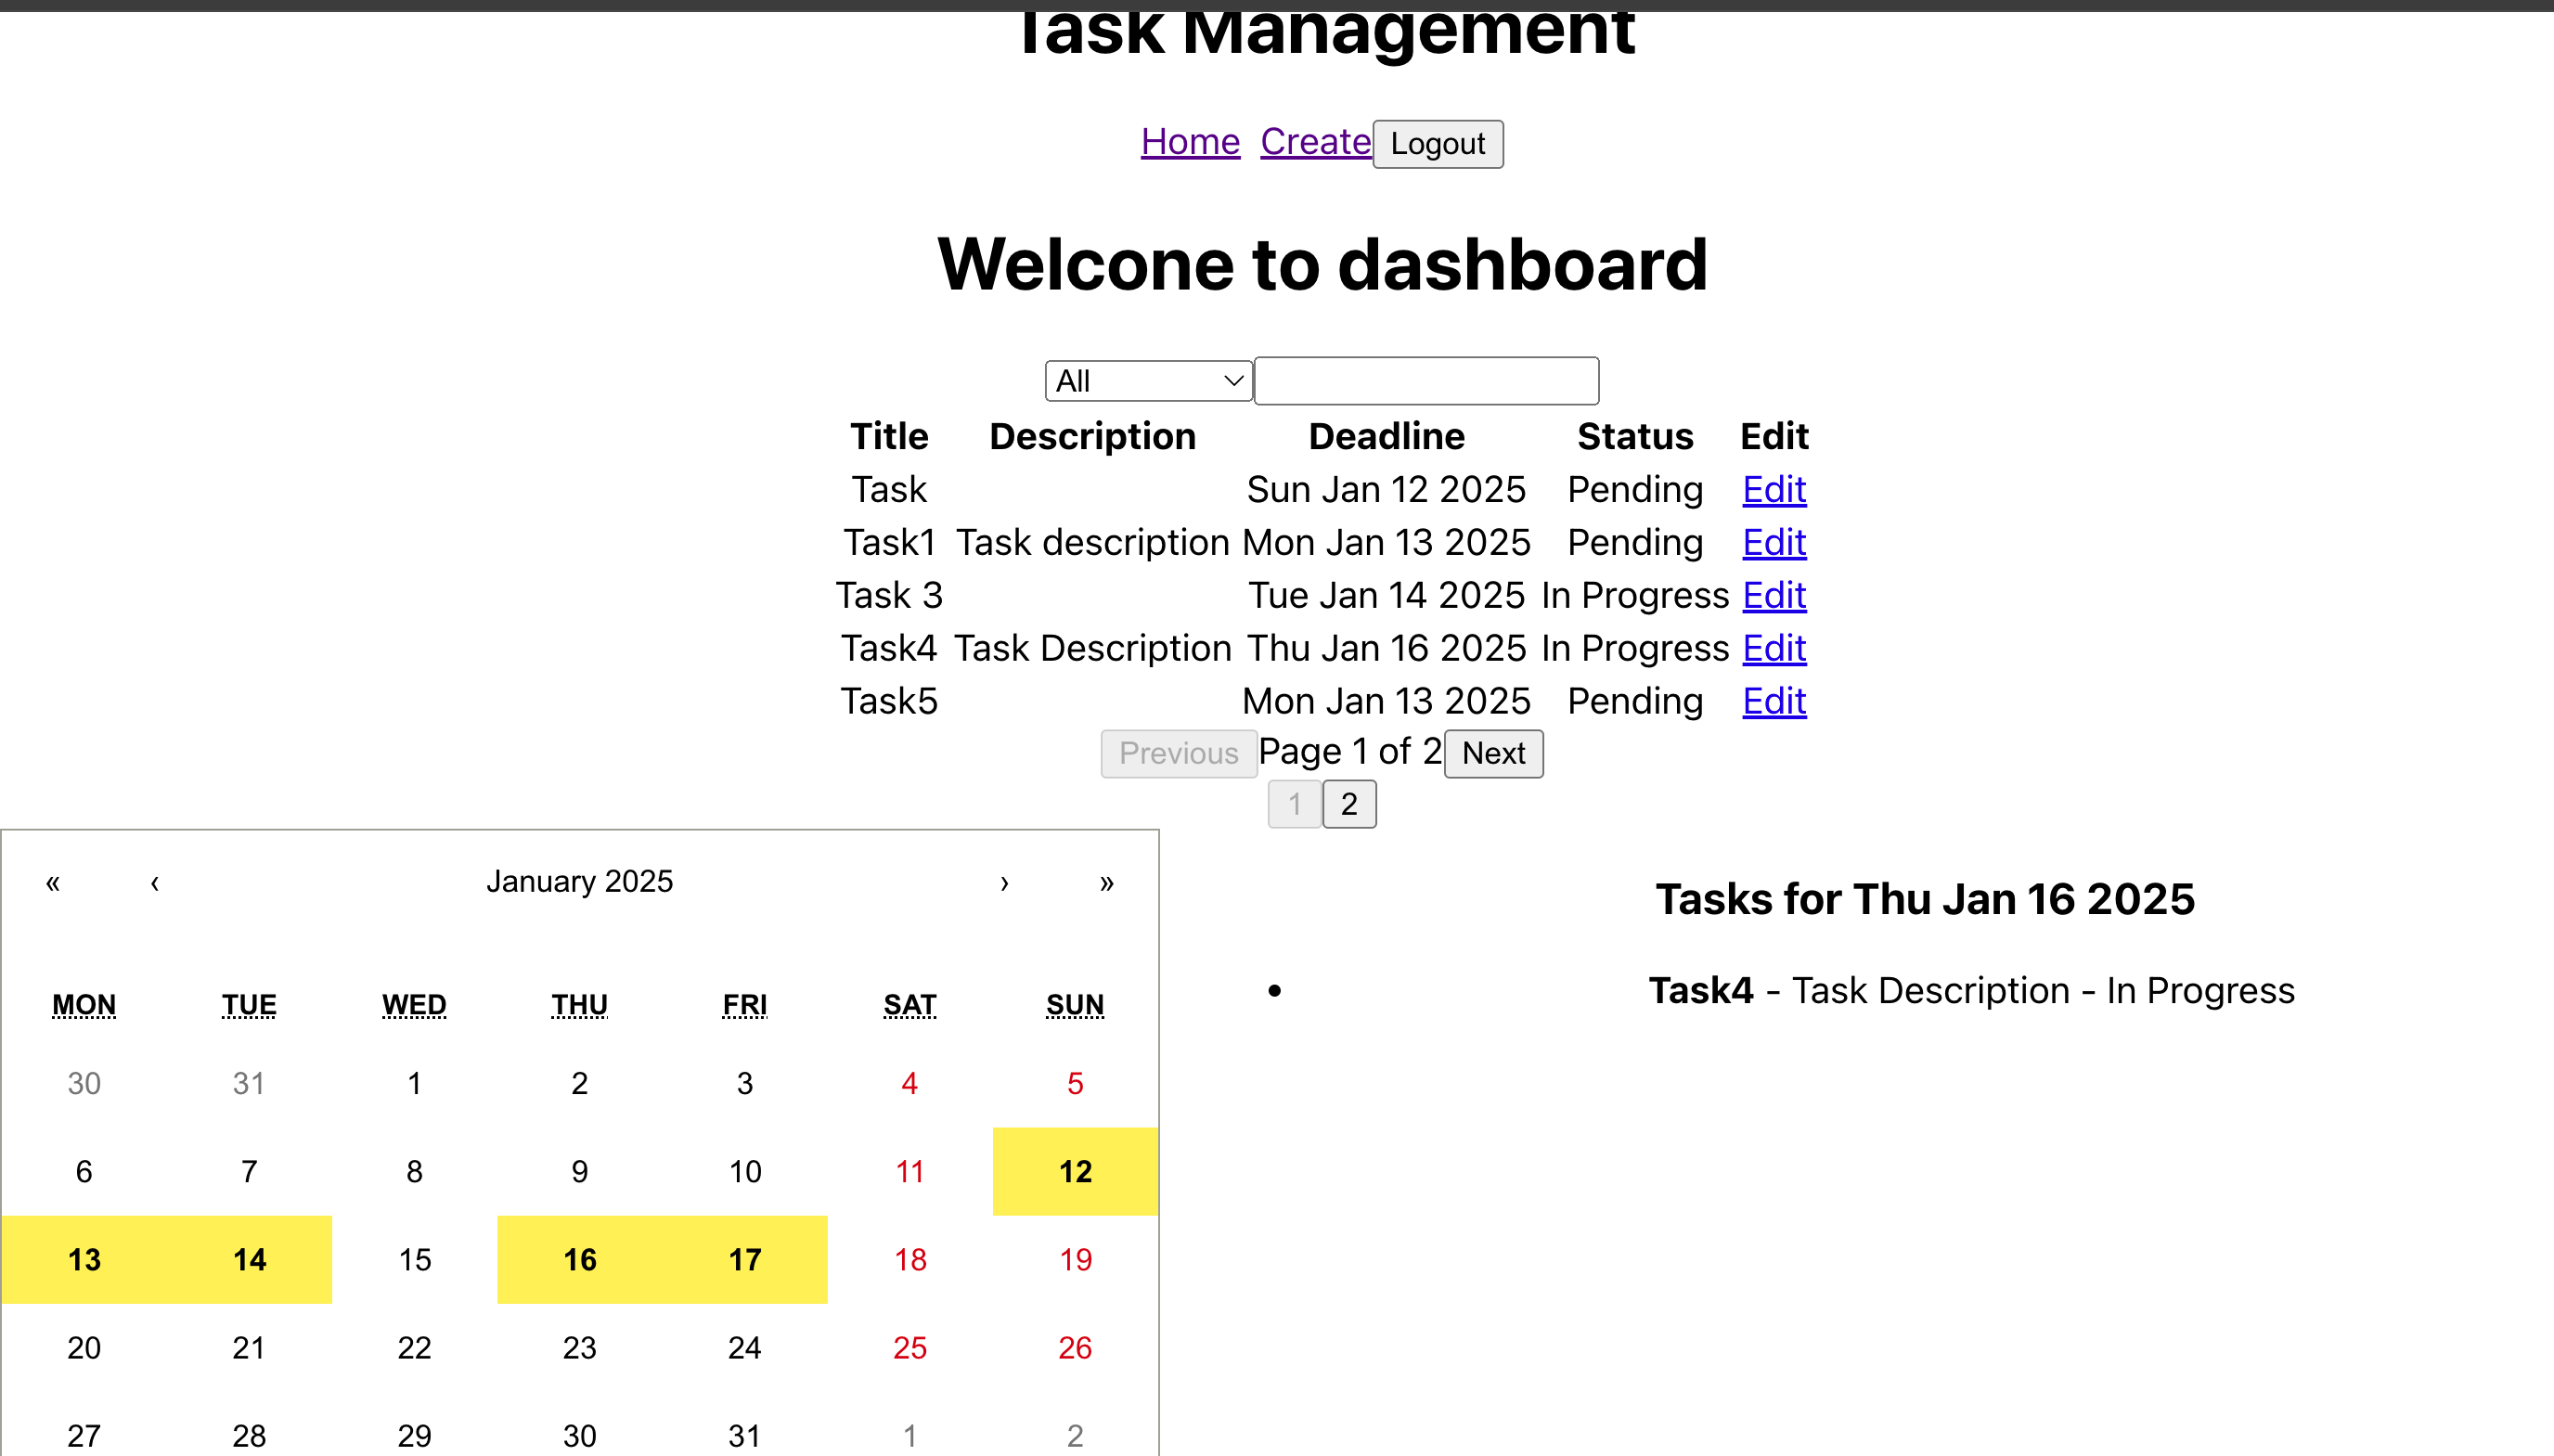 Task Management
Home Create Logout
Welcone to dashboard
All
Title Description Deadline Status Edit
Task Sun Jan 12 2025 Pending Edit
Task1 Task description Mon Jan 13 2025 Pending Edit
Task 3 Tue Jan 14 2025 In Progress Edit
Task4 Task Description Thu Jan 16 2025 In Progress Edit
Task5 Mon Jan 13 2025 Pending Edit
Previous Page 1 of 2 Next
1 2
« ‹ January 2025 › »
MON TUE WED THU FRI SAT SUN
30 31 1 2 3 4 5
6 7 8 9 10 11 12
13 14 15 16 17 18 19
20 21 22 23 24 25 26
27 28 29 30 31 1 2
Tasks for Thu Jan 16 2025
• Task4 - Task Description - In Progress